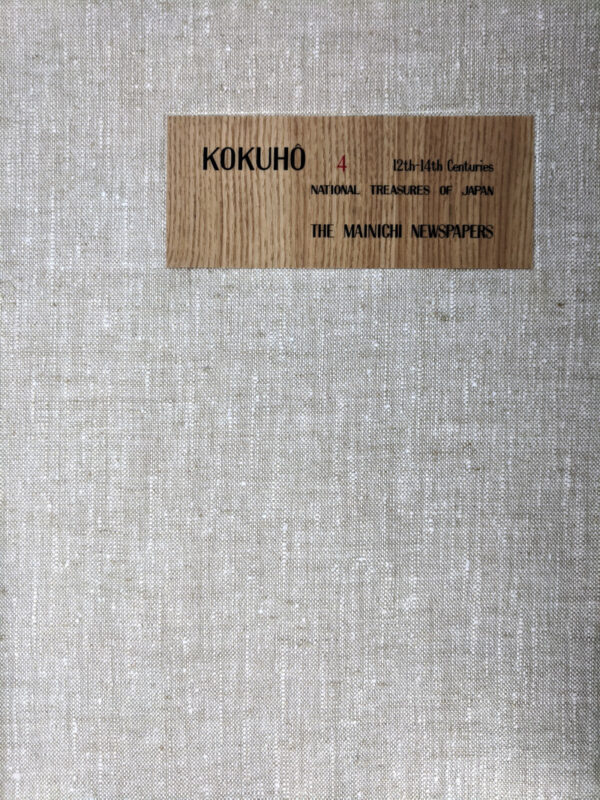 KOKUHÔ 4 12th-14th Centuries
NATIONAL TREASURES OF JAPAN
THE MAINICHI NEWSPAPERS